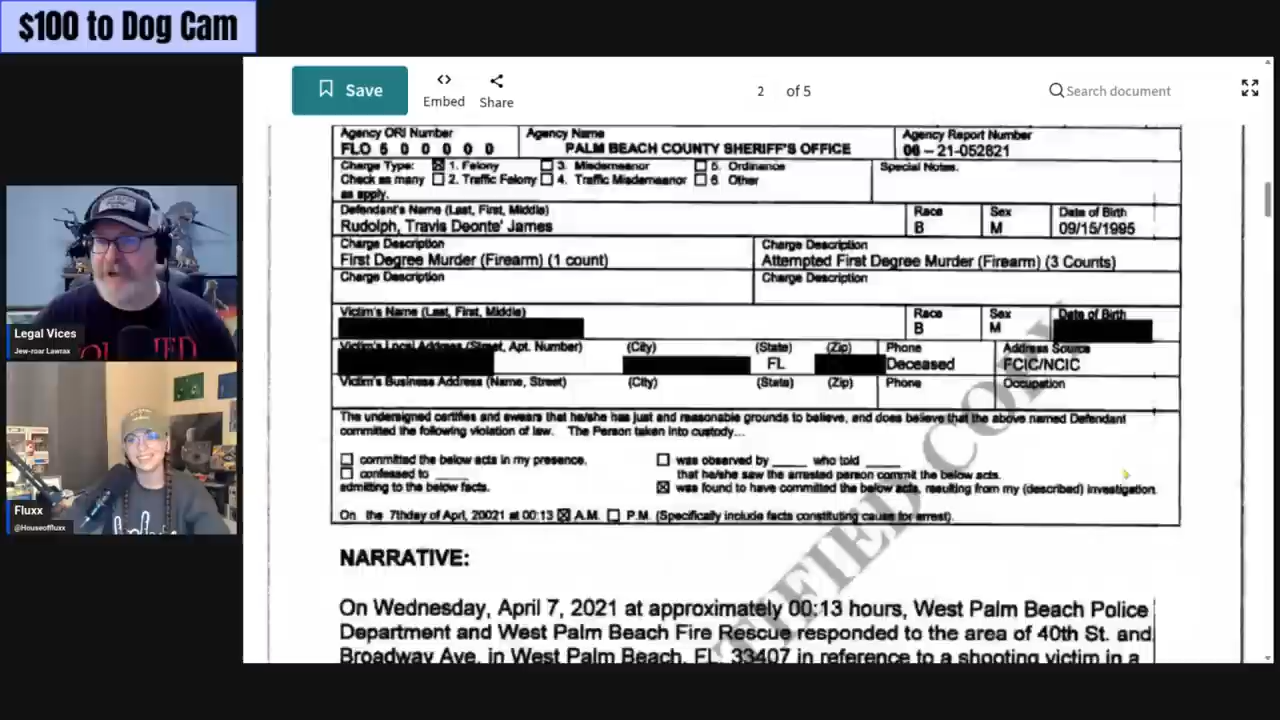 $100 to Dog Cam
Save
Embed
Share
2 of 5
Search document
Agency ORI Number
FLO 5 0 0 0 0 0
Agency Name
PALM BEACH COUNTY SHERIFF'S OFFICE
Agency Report Number
06 – 21-052821
Charge Type: ☒ 1. Felony ☐ 3. Misdemeanor ☐ 5. Ordinance
Check as many ☐ 2. Traffic Felony ☐ 4. Traffic Misdemeanor ☐ 6. Other
as apply.
Special Notes.
Defendant's Name (Last, First, Middle)
Rudolph, Travis Deonte' James
Race
B
Sex
M
Date of Birth
09/15/1995
Charge Description
First Degree Murder (Firearm) (1 count)
Charge Description
Attempted First Degree Murder (Firearm) (3 Counts)
Charge Description
Charge Description
Victim's Name (Last, First, Middle)
Race
B
Sex
M
Date of Birth
Victim's Local Address (Street, Apt. Number)
(City)
(State)
FL
(Zip)
Phone
Deceased
Address Source
FCIC/NCIC
Victim's Business Address (Name, Street)
(City)
(State)
(Zip)
Phone
Occupation
The undersigned certifies and swears that he/she has just and reasonable grounds to believe, and does believe that the above named Defendant
committed the following violation of law. The Person taken into custody...
☐ committed the below acts in my presence.
☐ confessed to _____
admitting to the below facts.
☐ was observed by _____ who told _____
that he/she saw the arrested person commit the below acts.
☒ was found to have committed the below acts, resulting from my (described) investigation.
On the 7thday of April, 20021 at 00:13 ☒ A.M. ☐ P.M. (Specifically include facts constituting cause for arrest).
NARRATIVE:
On Wednesday, April 7, 2021 at approximately 00:13 hours, West Palm Beach Police
Department and West Palm Beach Fire Rescue responded to the area of 40th St. and
Broadway Ave. in West Palm Beach, FL, 33407 in reference to a shooting victim in a
Legal Vices
Jew-roar Lawrax
Fluxx
@Houseoffluxx